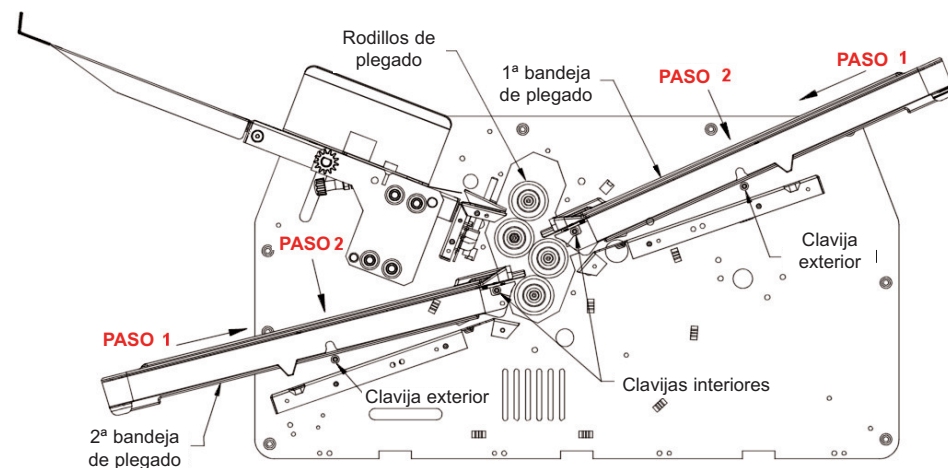 Rodillos de
plegado
1ª bandeja
de plegado
PASO 2
PASO 1
PASO 2
Clavija
exterior
PASO 1
Clavija exterior
Clavijas interiores
2ª bandeja
de plegado